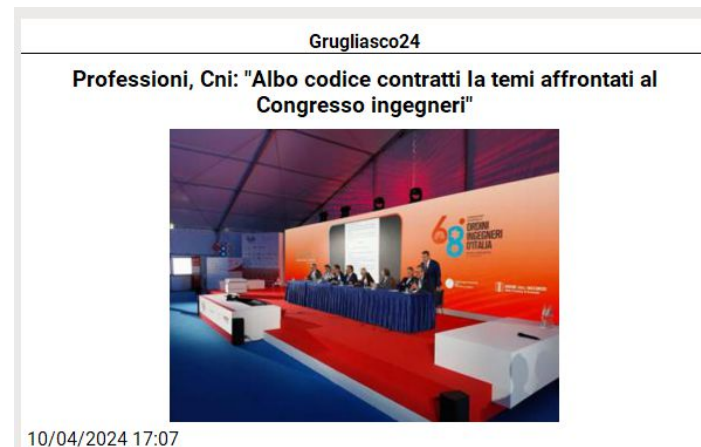 Grugliasco24
Professioni, Cni: "Albo codice contratti Ia temi affrontati al
Congresso ingegneri"
68°
ORDINI
INGEGNERI
D'ITALIA
10/04/2024 17:07